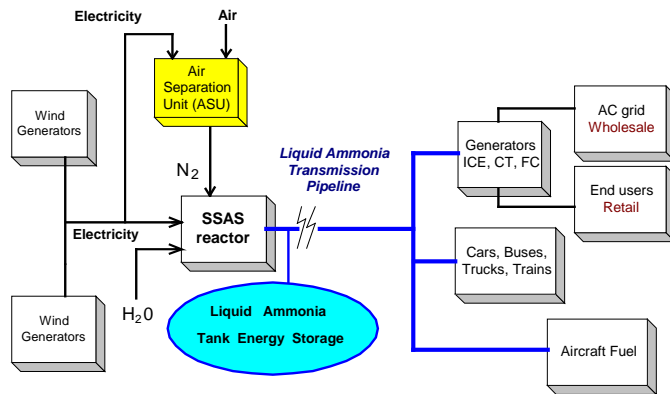 Electricity
Air
Air
Separation
Unit (ASU)
Wind
Generators
N2
Liquid Ammonia
Transmission
Pipeline
Generators
ICE, CT, FC
AC grid
Wholesale
End users
Retail
SSAS
reactor
Electricity
Cars, Buses,
Trucks, Trains
H20
Liquid Ammonia
Tank Energy Storage
Wind
Generators
Aircraft Fuel